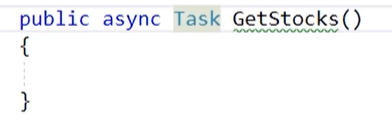 public async Task GetStocks()
{
}